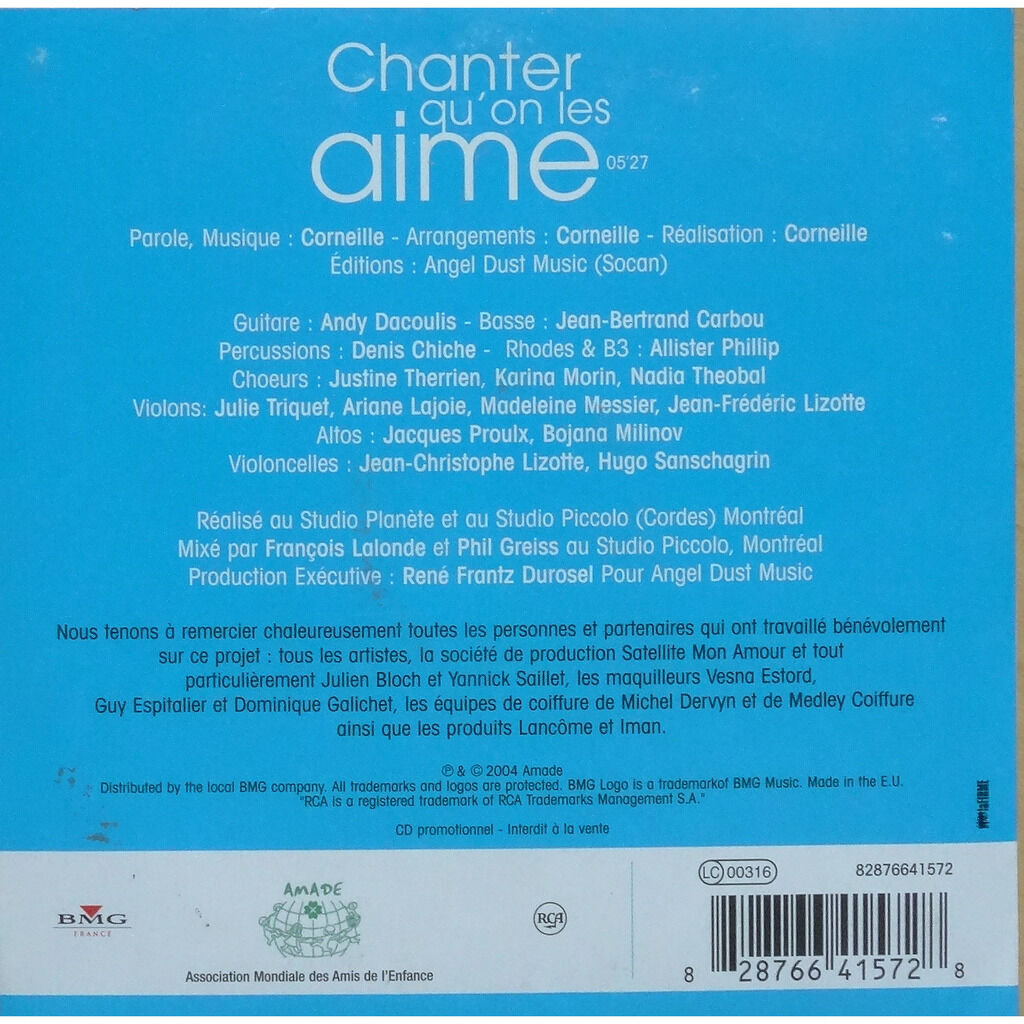 Chanter
qu'on les
aime 05'27
Parole, Musique : Corneille - Arrangements : Corneille - Réalisation : Corneille
Éditions : Angel Dust Music (Socan)
Guitare : Andy Dacoulis - Basse : Jean-Bertrand Carbou
Percussions : Denis Chiche - Rhodes & B3 : Allister Phillip
Choeurs : Justine Therrien, Karina Morin, Nadia Theobal
Violons: Julie Triquet, Ariane Lajoie, Madeleine Messier, Jean-Frédéric Lizotte
Altos : Jacques Proulx, Bojana Milinov
Violoncelles : Jean-Christophe Lizotte, Hugo Sanschagrin
Réalisé au Studio Planète et au Studio Piccolo (Cordes) Montréal
Mixé par François Lalonde et Phil Greiss au Studio Piccolo, Montréal
Production Exécutive : René Frantz Durosel Pour Angel Dust Music
Nous tenons à remercier chaleureusement toutes les personnes et partenaires qui ont travaillé bénévolement
sur ce projet : tous les artistes, la société de production Satellite Mon Amour et tout
particulièrement Julien Bloch et Yannick Saillet, les maquilleurs Vesna Estord,
Guy Espitalier et Dominique Galichet, les équipes de coiffure de Michel Dervyn et de Medley Coiffure
ainsi que les produits Lancôme et Iman.
℗ & © 2004 Amade
Distributed by the local BMG company. All trademarks and logos are protected. BMG Logo is a trademarkof BMG Music. Made in the E.U.
"RCA is a registered trademark of RCA Trademarks Management S.A."
CD promotionnel - Interdit à la vente
LC 00316
82876641572
BMG
FRANCE
AMADE
Association Mondiale des Amis de l'Enfance
RCA
8 28766 41572 8